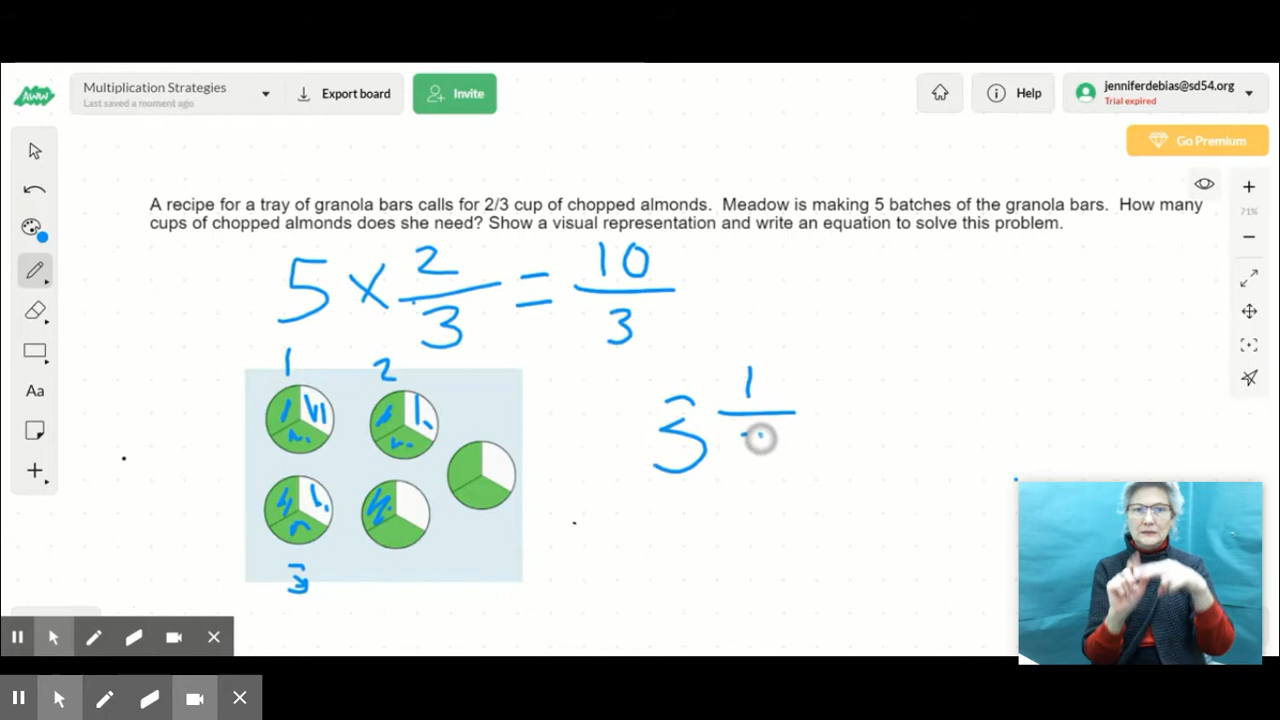 AWW
Multiplication Strategies
Last saved a moment ago
Export board
Invite
Help
jenniferdebias@sd54.org
Trial expired
Go Premium
71%
Aa
A recipe for a tray of granola bars calls for 2/3 cup of chopped almonds. Meadow is making 5 batches of the granola bars. How many
cups of chopped almonds does she need? Show a visual representation and write an equation to solve this problem.
5 × 2/3 = 10/3
1 2
3 1
3